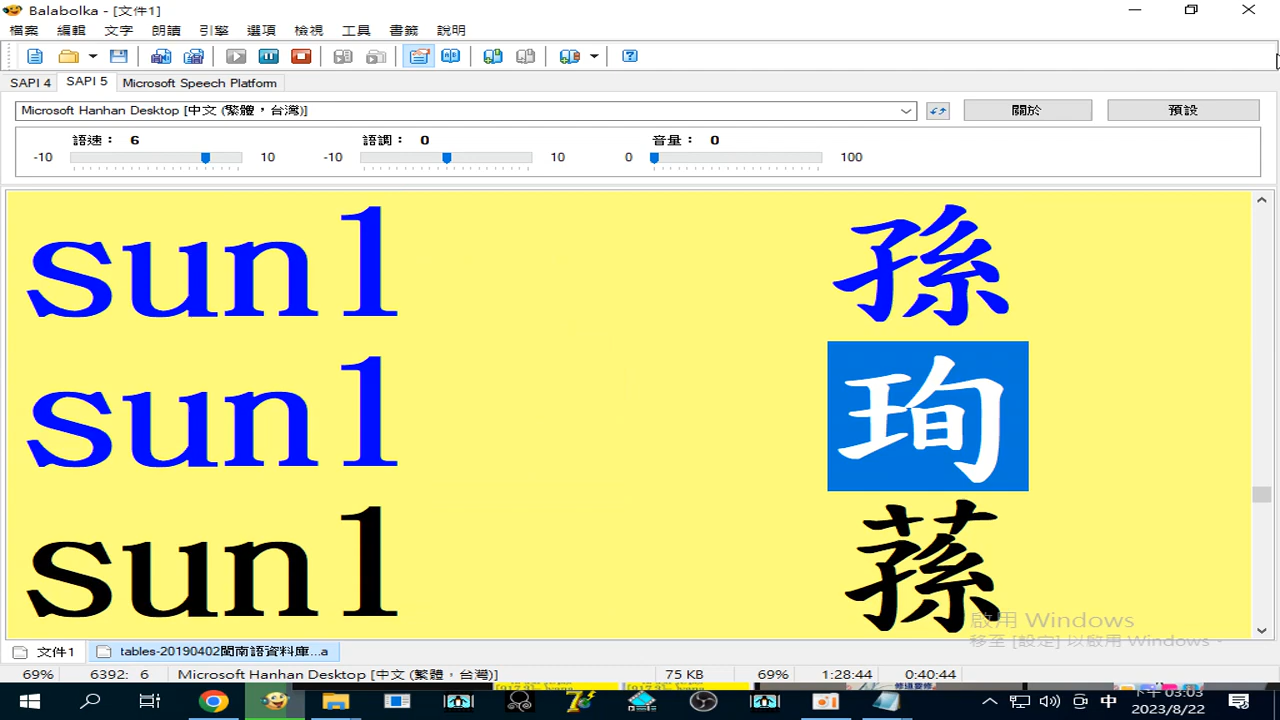 Balabolka - [文件1]
檔案 編輯 文字 朗讀 引擎 選項 檢視 工具 書籤 說明
SAPI 4 SAPI 5 Microsoft Speech Platform
Microsoft Hanhan Desktop [中文 (繁體，台灣)] 關於 預設
語速： 6 語調： 0 音量： 0
-10 10 -10 10 0 100
sun1 孫
sun1 珣
sun1 蓀
啟用 Windows
移至 [設定] 以啟用 Windows。
文件1 tables-20190402閩南語資料庫...a
69% 6392: 6 Microsoft Hanhan Desktop [中文 (繁體，台灣)] 75 KB 69% 1:28:44 0:40:44
中 下午 03:03
2023/8/22